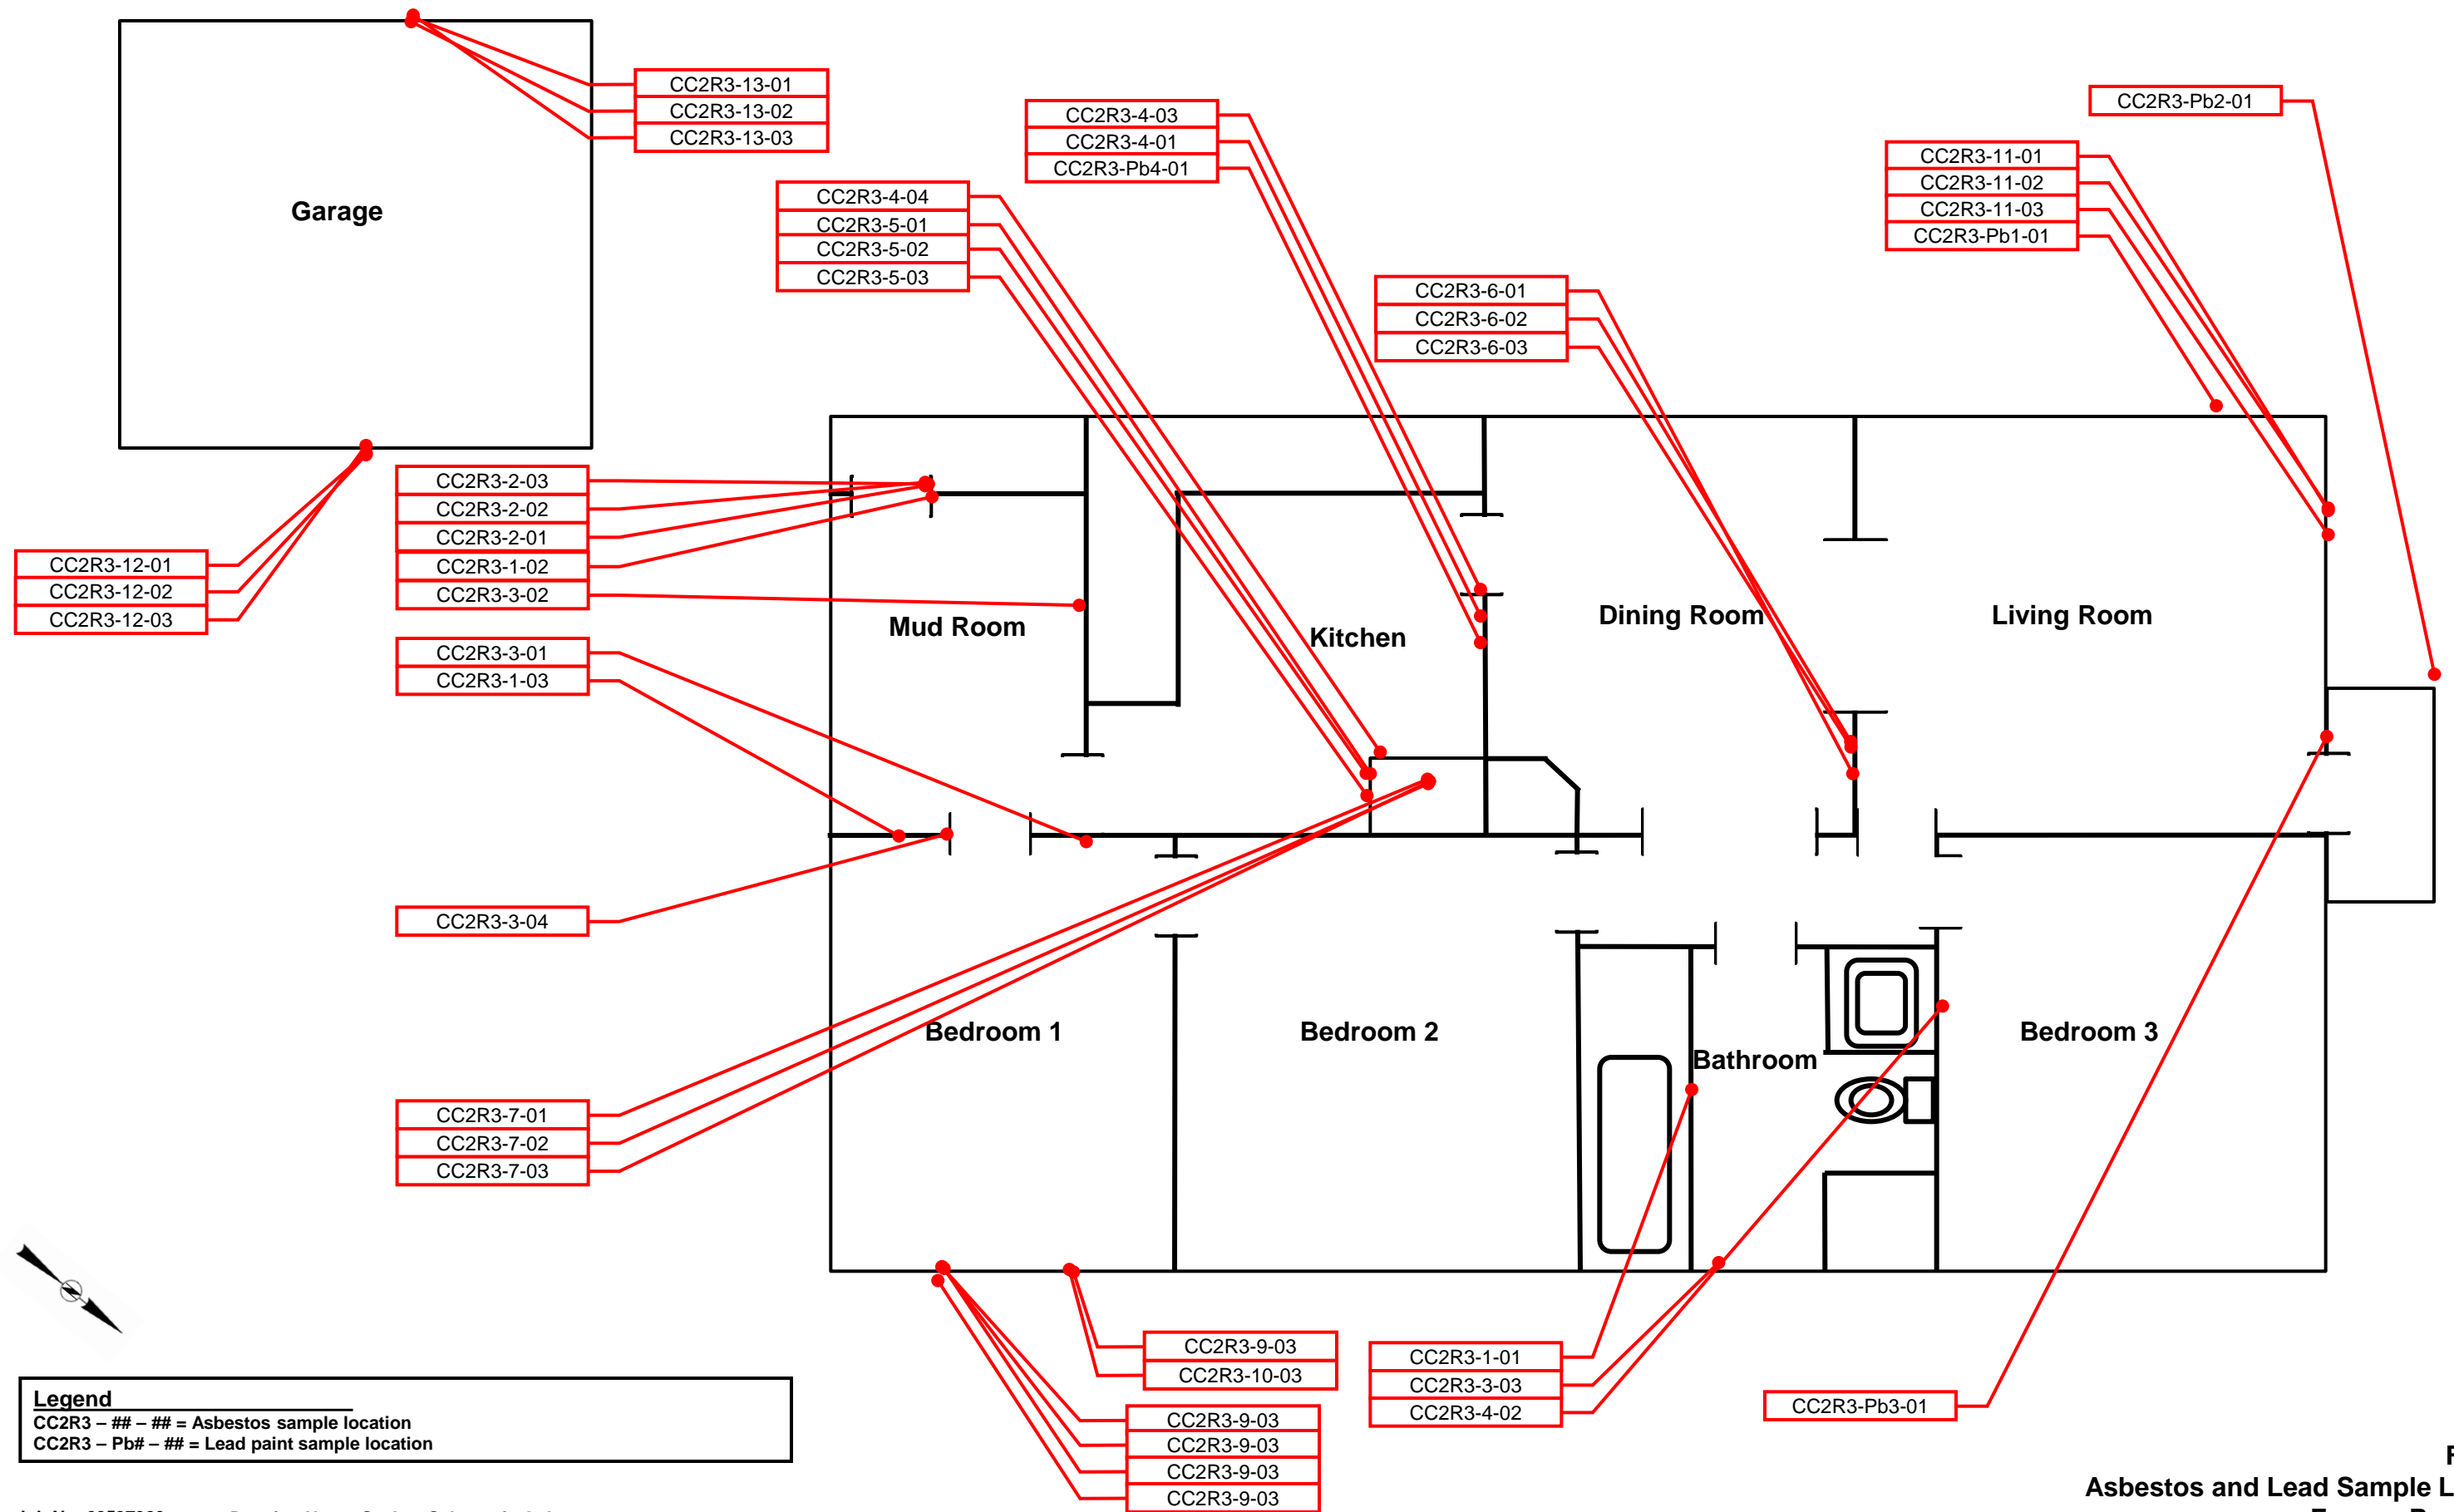 CC2R3-13-01
CC2R3-13-02
CC2R3-13-03
Garage
CC2R3-4-03
CC2R3-4-01
CC2R3-Pb4-01
CC2R3-Pb2-01
CC2R3-11-01
CC2R3-11-02
CC2R3-11-03
CC2R3-Pb1-01
CC2R3-4-04
CC2R3-5-01
CC2R3-5-02
CC2R3-5-03
CC2R3-6-01
CC2R3-6-02
CC2R3-6-03
CC2R3-2-03
CC2R3-2-02
CC2R3-2-01
CC2R3-1-02
CC2R3-3-02
CC2R3-12-01
CC2R3-12-02
CC2R3-12-03
Mud Room
Kitchen
Dining Room
Living Room
CC2R3-3-01
CC2R3-1-03
CC2R3-3-04
Bedroom 1
Bedroom 2
Bathroom
Bedroom 3
CC2R3-7-01
CC2R3-7-02
CC2R3-7-03
CC2R3-9-03
CC2R3-10-03
CC2R3-9-03
CC2R3-9-03
CC2R3-9-03
CC2R3-9-03
CC2R3-1-01
CC2R3-3-03
CC2R3-4-02
CC2R3-Pb3-01
Legend
CC2R3 – ## – ## = Asbestos sample location
CC2R3 – Pb# – ## = Lead paint sample location
Asbestos and Lead Sample L